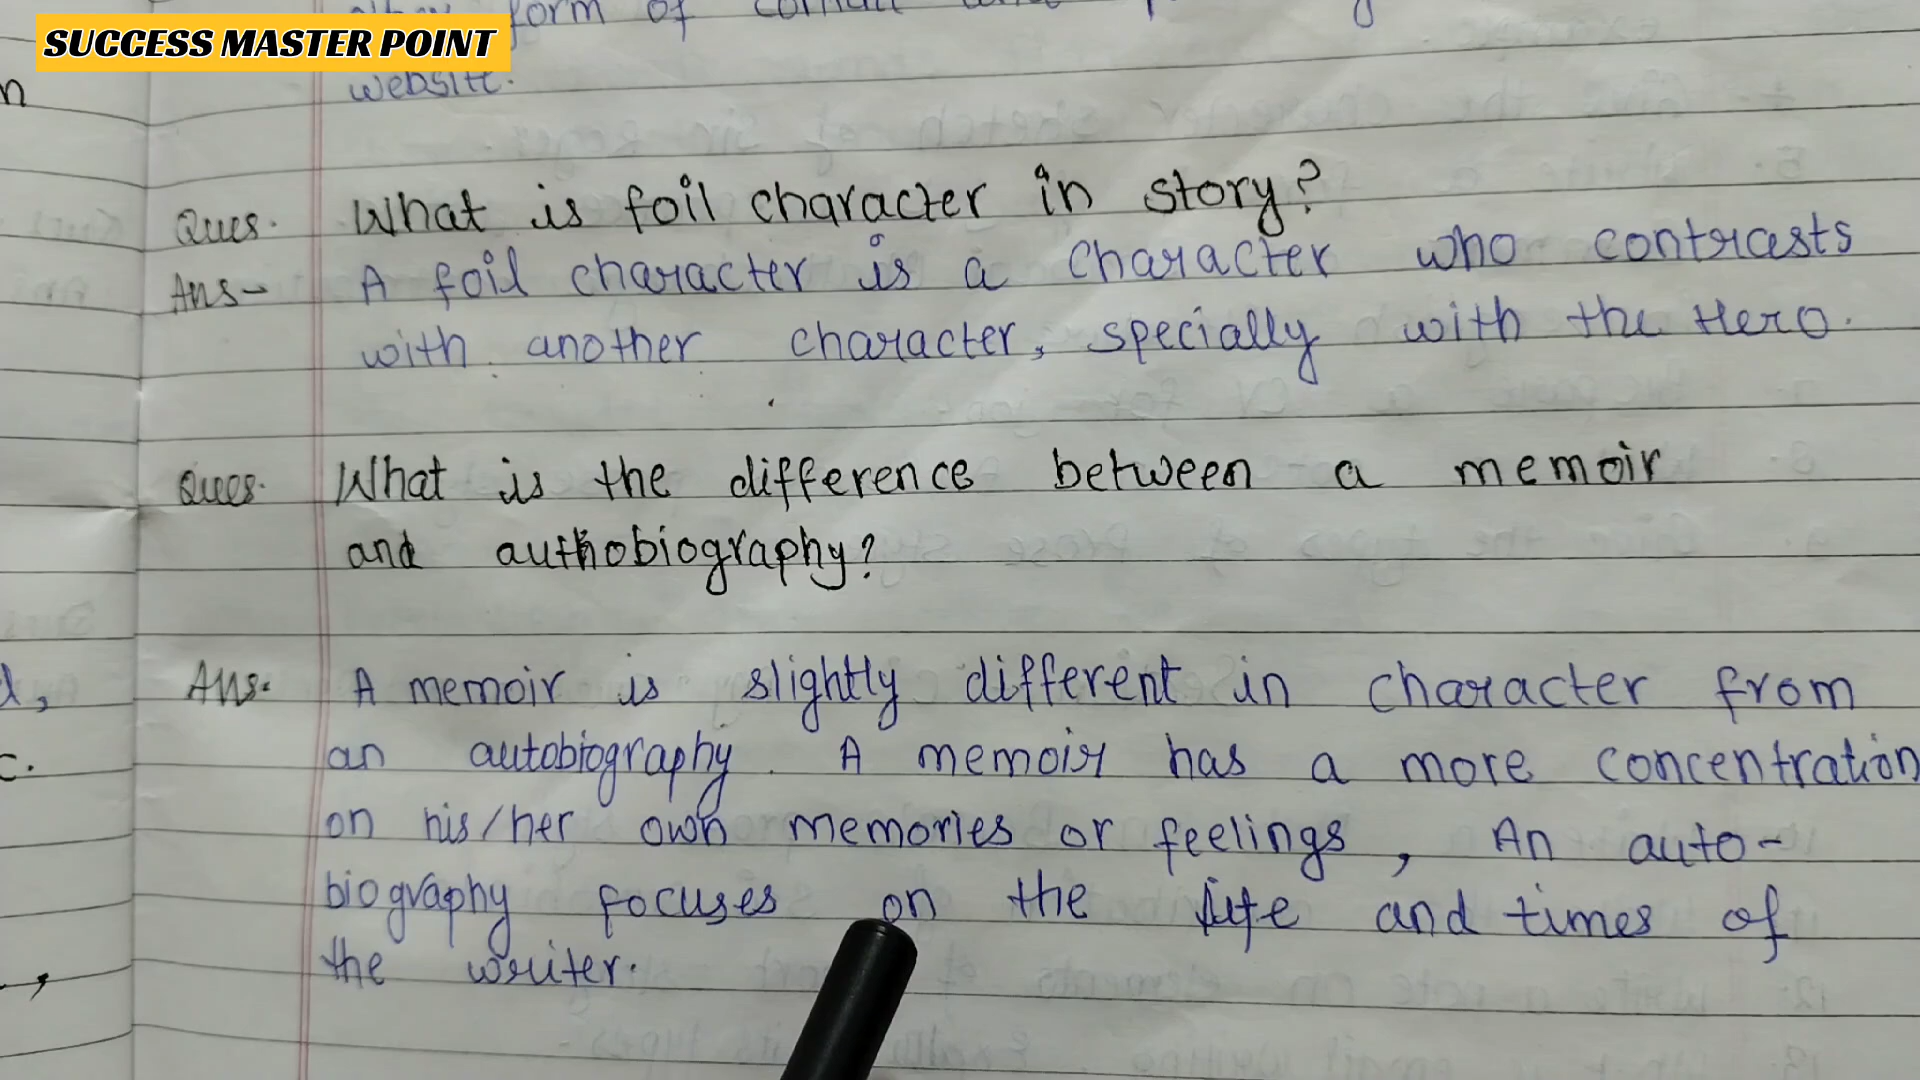 form of
SUCCESS MASTER POINT
website.
n
Ques. What is foil character in story?
Ans- A foil character is a character who contrasts
with another character, specially with the Hero.
Ques. What is the difference between a memoir
and authobiography?
d,
Ans. A memoir is slightly different in character from
an autobiography. A memoir has a more concentration
c.
on his/her own memories or feelings, An auto-
biography focuses on the life and times of
the writer.